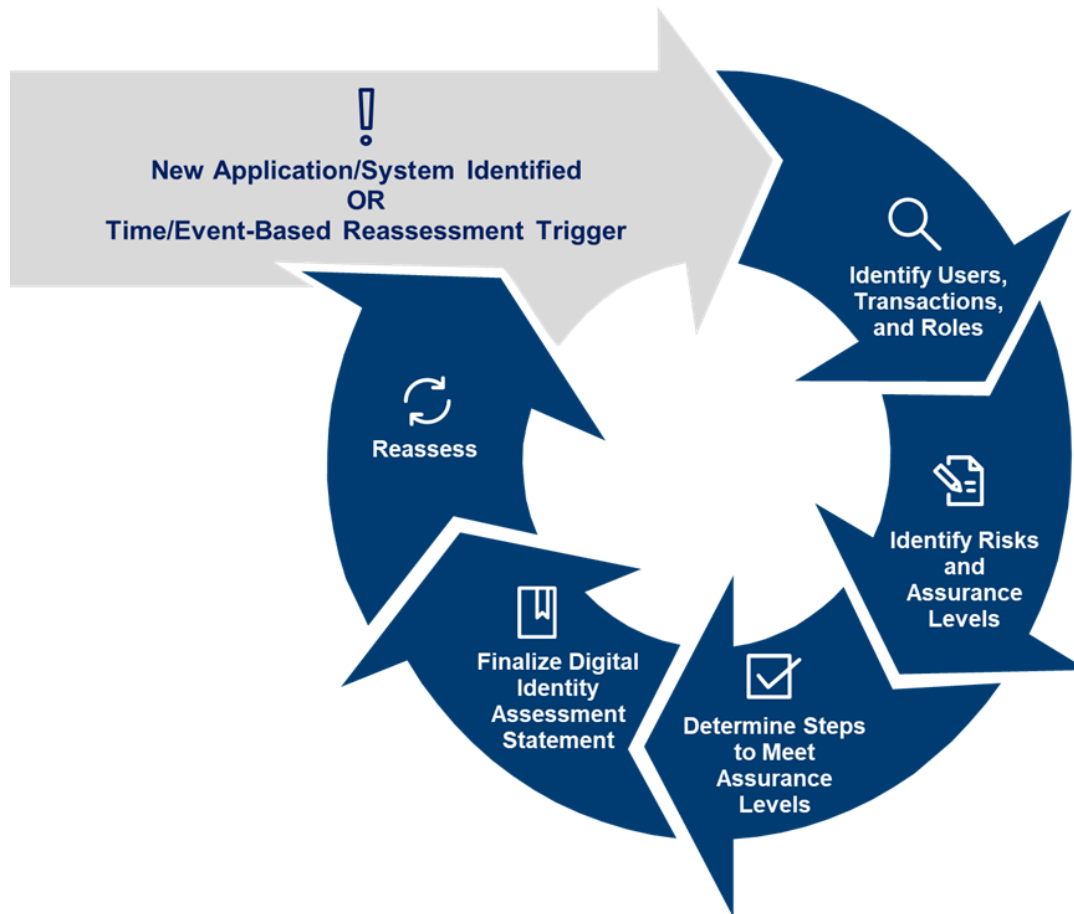 New Application/System Identified
OR
Time/Event-Based Reassessment Trigger
Identify Users,
Transactions,
and Roles
Identify Risks
and
Assurance
Levels
Determine Steps
to Meet
Assurance
Levels
Finalize Digital
Identity
Assessment
Statement
Reassess